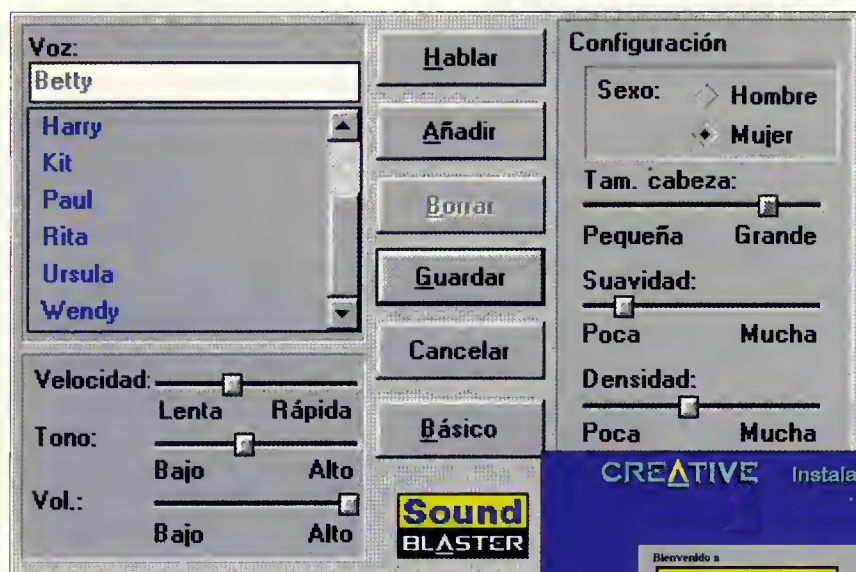 Voz:
Betty
Harry
Kit
Paul
Rita
Ursula
Wendy
Velocidad:
Lenta Rápida
Tono:
Bajo Alto
Vol.:
Bajo Alto
Hablar
Añadir
Borrar
Guardar
Cancelar
Básico
Sound
BLASTER
Configuración
Sexo: Hombre
Mujer
Tam. cabeza:
Pequeña Grande
Suavidad:
Poca Mucha
Densidad:
Poca Mucha
CREATIVE Instala
Bienvenido a